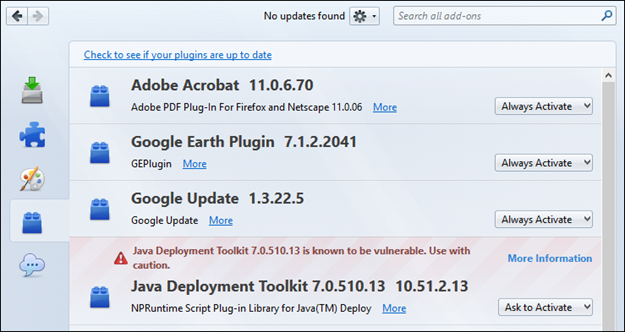 No updates found
Search all add-ons
Check to see if your plugins are up to date
Adobe Acrobat 11.0.6.70
Adobe PDF Plug-In For Firefox and Netscape 11.0.06 More
Always Activate
Google Earth Plugin 7.1.2.2041
GEPlugin More
Always Activate
Google Update 1.3.22.5
Google Update More
Always Activate
Java Deployment Toolkit 7.0.510.13 is known to be vulnerable. Use with
caution.
More Information
Java Deployment Toolkit 7.0.510.13 10.51.2.13
NPRuntime Script Plug-in Library for Java(TM) Deploy More
Ask to Activate